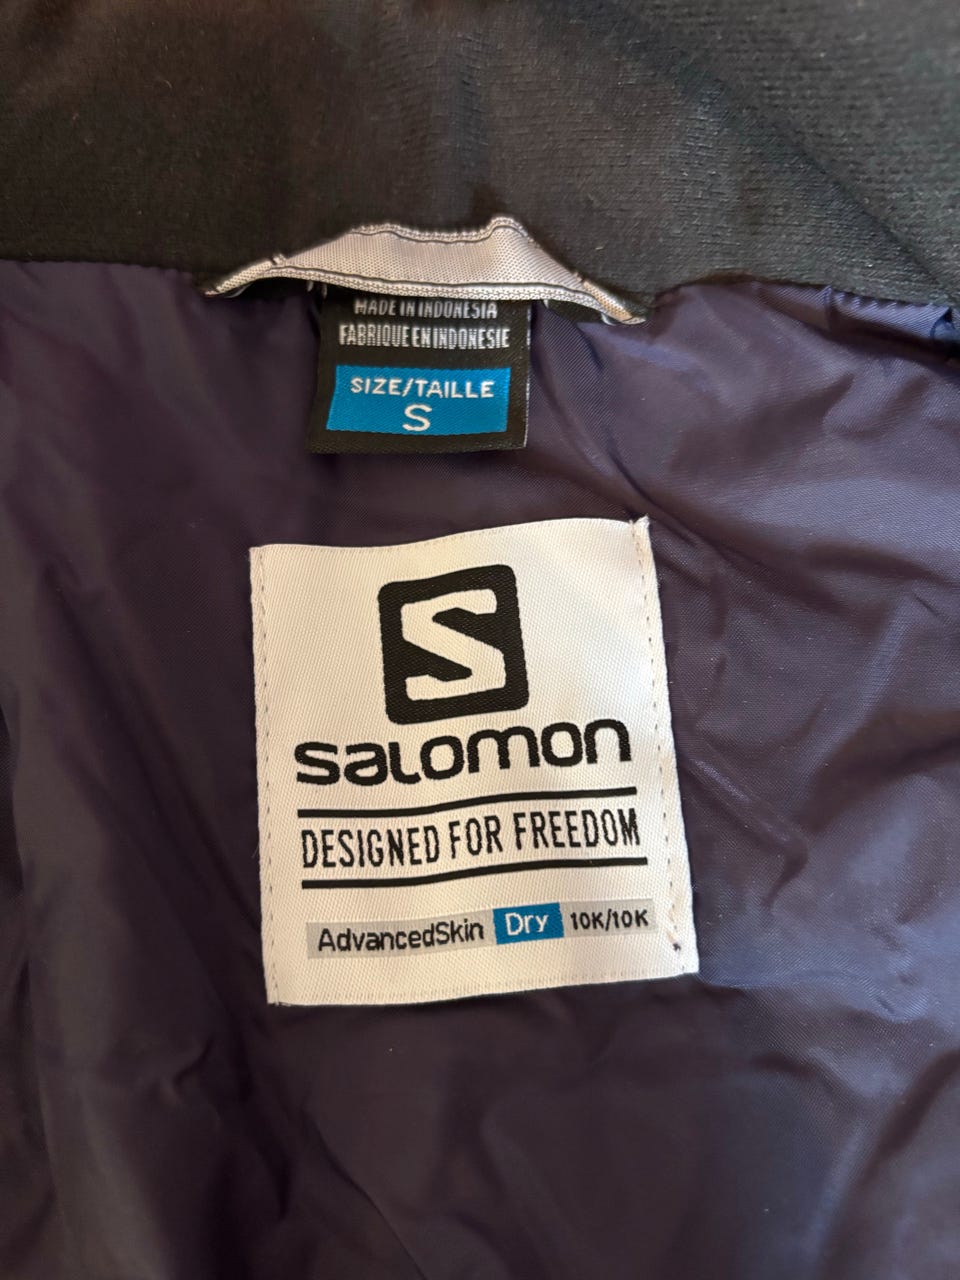 MADE IN INDONESIA
FABRIQUE EN INDONESIE
SIZE/TAILLE
S
S
salomon
DESIGNED FOR FREEDOM
AdvancedSkin Dry 10K/10K